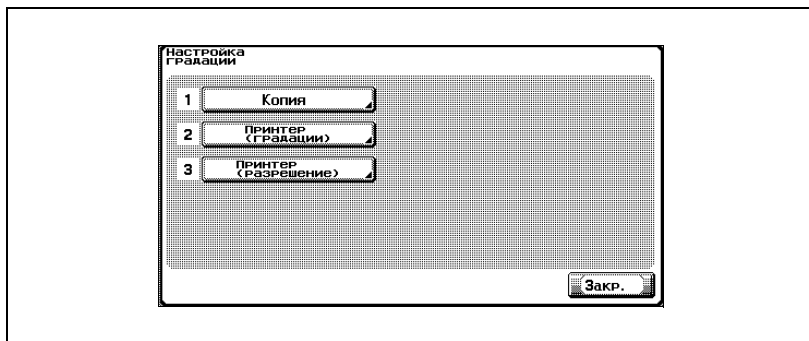 Настройка
градации
1 Копия
2 Принтер
(градации)
3 Принтер
(разрешение)
Закр.